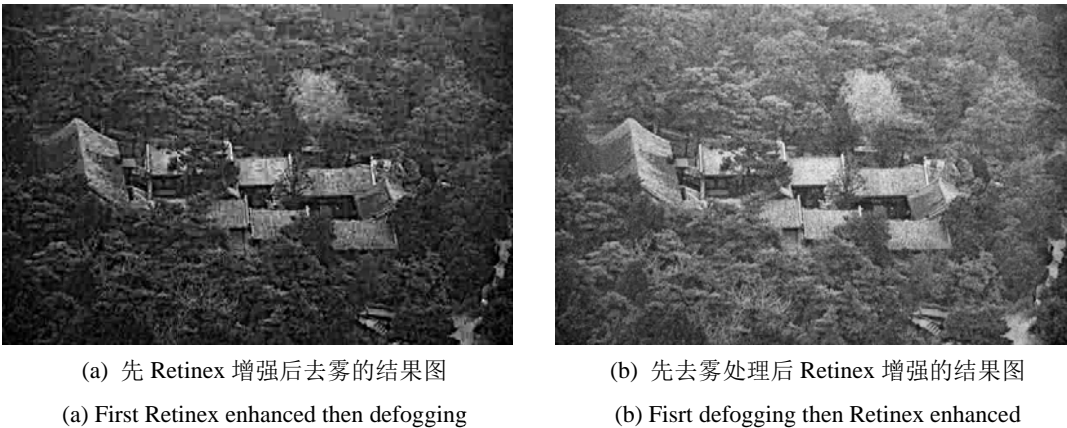 (a) 先 Retinex 增强后去雾的结果图
(b) 先去雾处理后 Retinex 增强的结果图
(a) First Retinex enhanced then defogging
(b) Fisrt defogging then Retinex enhanced